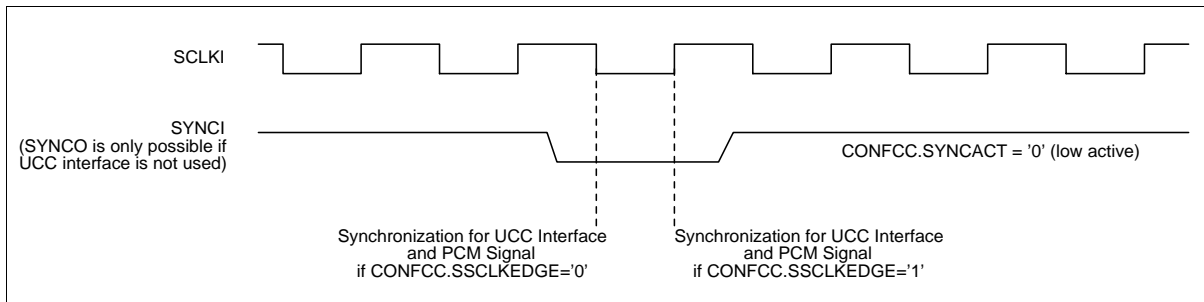 SCLKI
SYNCI
(SYNCO is only possible if
UCC interface is not used)
CONFCC.SYNCACT = '0' (low active)
Synchronization for UCC Interface
and PCM Signal
if CONFCC.SSCLKEDGE='0'
Synchronization for UCC Interface
and PCM Signal
if CONFCC.SSCLKEDGE='1'